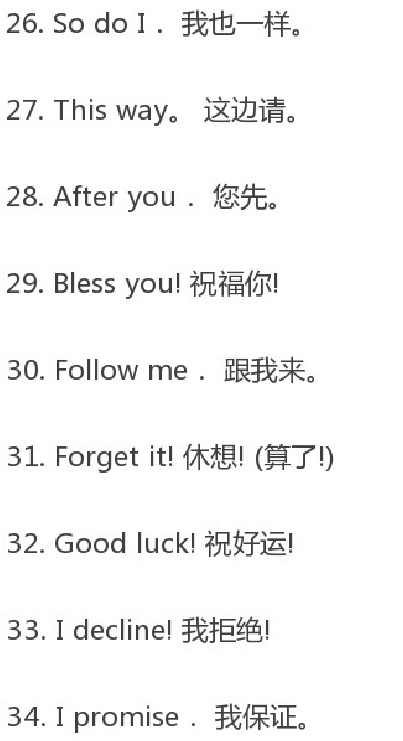 26. So do I． 我也一样。
27. This way。 这边请。
28. After you． 您先。
29. Bless you! 祝福你!
30. Follow me． 跟我来。
31. Forget it! 休想! (算了!)
32. Good luck! 祝好运!
33. I decline! 我拒绝!
34. I promise． 我保证。